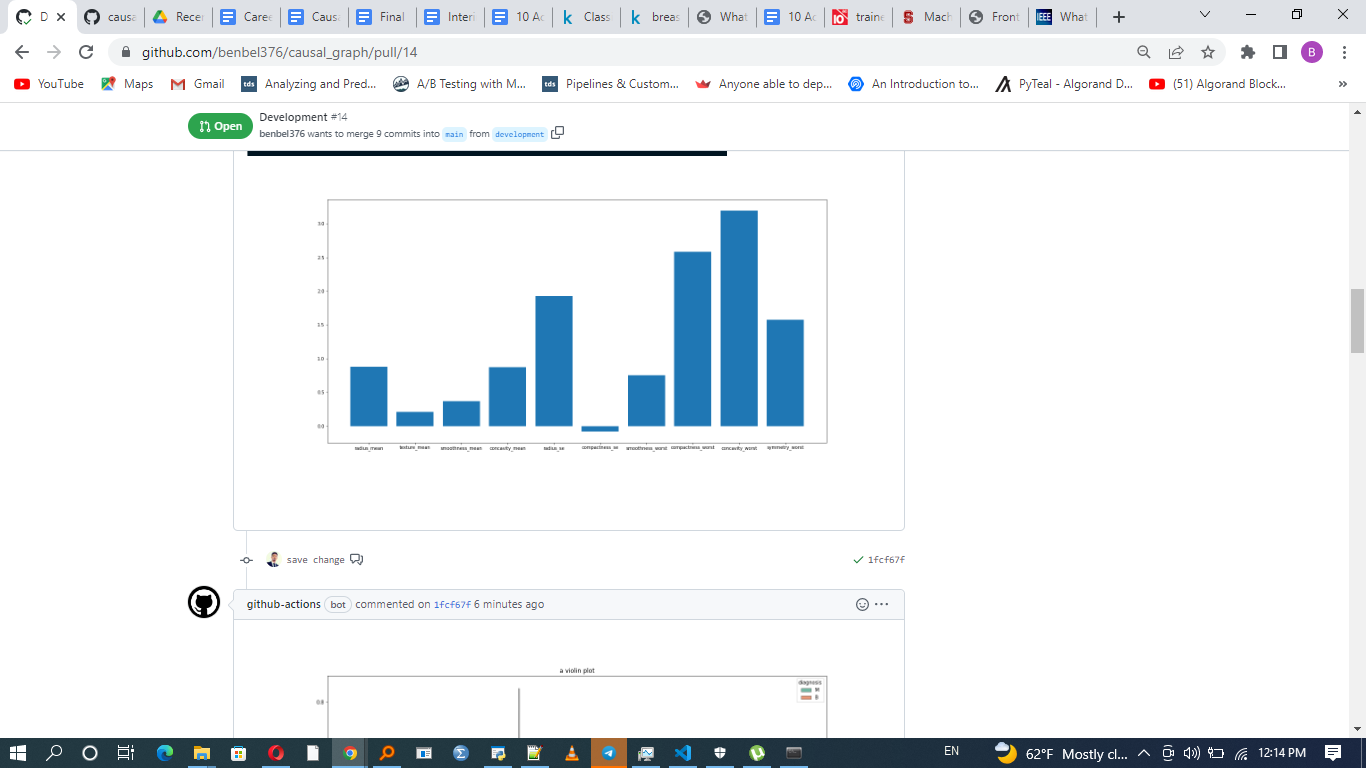 D
causa
Recen
Caree
Causa
Final
Interi
10 Ac
Class
breas
What
10 Ac
traine
Mach
Front
What
github.com/benbel376/causal_graph/pull/14
B
YouTube
Maps
Gmail
Analyzing and Pred...
A/B Testing with M...
Pipelines & Custom...
Anyone able to dep...
An Introduction to...
PyTeal - Algorand D...
(51) Algorand Block...
Open
Development #14
benbel376 wants to merge 9 commits into main from development
3.0
2.5
2.0
1.5
1.0
0.5
0.0
radius_mean texture_mean smoothness_mean concavity_mean radius_se compactness_se smoothness_worst compactness_worst concavity_worst symmetry_worst
save change
1fcf67f
github-actions bot commented on 1fcf67f 6 minutes ago
a violin plot
diagnosis
M
B
0.8
EN
62°F Mostly cl...
12:14 PM